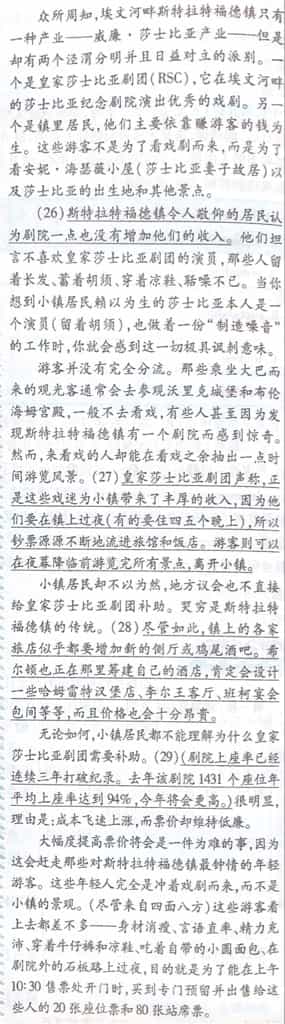 众所周知,埃文河畔斯特拉特福德镇只有
一种产业——威廉·莎士比亚产业——但是
却有两个泾渭分明并且日益对立的派别。一
个是皇家莎士比亚剧团(RSC),它在埃文河畔
的莎士比亚纪念剧院演出优秀的戏剧。另一
个是镇里居民,他们主要依靠赚游客的钱为
生。这些游客不是为了看戏剧而来,而是为了
看安妮·海瑟薇小屋(莎士比亚妻子故居)以
及莎士比亚的出生地和其他景点。
(26)斯特拉特福德镇令人敬仰的居民认
为剧院一点也没有增加他们的收入。他们坦
言不喜欢皇家莎士比亚剧团的演员,那些人留
着长发、蓄着胡须、穿着凉鞋、聒噪不已。当你
想到小镇居民赖以为生的莎士比亚本人是一
个演员(留着胡须),也做着一份“制造噪音”
的工作时,你就会感到这一切极具讽刺意味。
游客并没有完全分流。那些乘坐大巴而
来的观光客通常会去参观沃里克城堡和布伦
海姆宫殿,一般不去看戏,有些人甚至因为发
现斯特拉特福德镇有一个剧院而感到惊奇。
然而,来看戏的人却能在看戏之余抽出一点时
间游览风景。(27)皇家莎士比亚剧团声称,正
是这些戏迷为小镇带来了丰厚的收入,因为他
们要在镇上过夜(有的要住四五个晚上),所以
钞票源源不断地流进旅馆和饭店。游客则可以
在夜幕降临前游览完所有景点,离开小镇。
小镇居民却不以为然,地方议会也不直接
给皇家莎士比亚剧团补助。哭穷是斯特拉特
福德镇的传统。(28)尽管如此,镇上的各家
旅店似乎都要增加新的侧厅或鸡尾酒吧。希
尔顿也正在那里筹建自己的酒店,肯定会设计
一些哈姆雷特汉堡店、李尔王客厅、班柯宴会
包间等等,而且价格也会十分昂贵。
无论如何,小镇居民都不能理解为什么皇家
莎士比亚剧团需要补助。(29)(剧院上座率已经
连续三年打破纪录。去年该剧院1431个座位年
平均上座率达到94%,今年将会更高。)很明显,
理由是:成本飞速上涨,而票价却维持低廉。
大幅度提高票价将会是一件为难的事,因为
这会赶走那些对斯特拉特福德镇最钟情的年轻
游客。这些年轻人完全是冲着戏剧而来,而不是
小镇的景观。(尽管来自四面八方)这些游客看
上去都差不多——身材消瘦、言语直率、精力充
沛、穿着牛仔裤和凉鞋、吃着自带的小圆面包、在
剧院外的石板路上过夜,目的就是为了能在上午
10:30售票处开门时,买到专门预留并出售给这
些人的20张座位票和80张站席票。